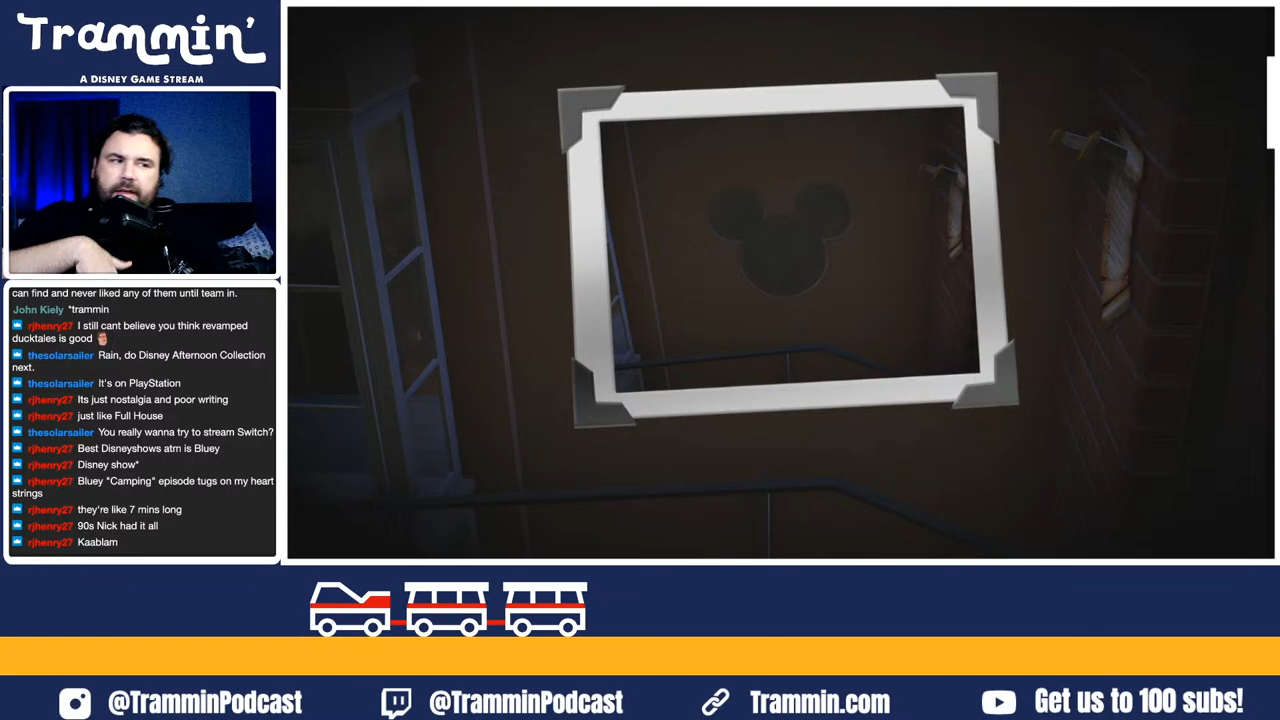 Trammin'
A DISNEY GAME STREAM
can find and never liked any of them until team in.
John Kiely *trammin
rjhenry27 I still cant believe you think revamped
ducktales is good
thesolarsailer Rain, do Disney Afternoon Collection
next.
thesolarsailer It's on PlayStation
rjhenry27 Its just nostalgia and poor writing
rjhenry27 just like Full House
thesolarsailer You really wanna try to stream Switch?
rjhenry27 Best Disneyshows atm is Bluey
rjhenry27 Disney show*
rjhenry27 Bluey "Camping" episode tugs on my heart
strings
rjhenry27 they're like 7 mins long
rjhenry27 90s Nick had it all
rjhenry27 Kaablam
@TramminPodcast
@TramminPodcast
Trammin.com
Get us to 100 subs!